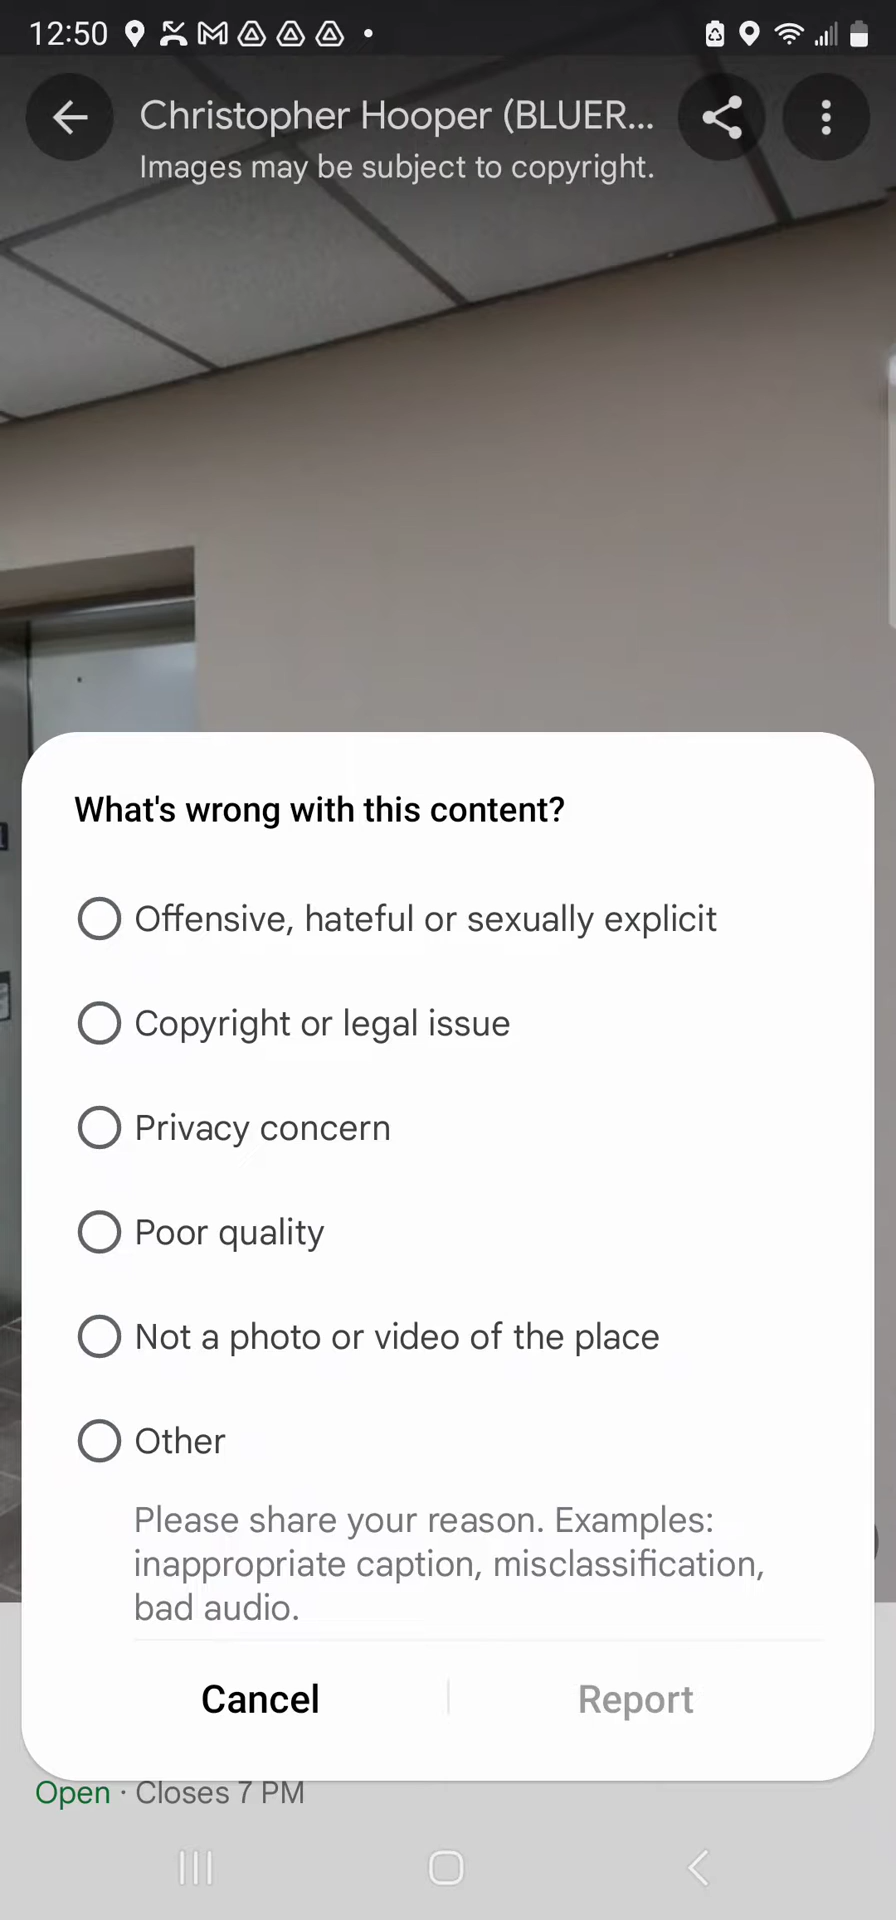 12:50
Christopher Hooper (BLUER...
Images may be subject to copyright.
What's wrong with this content?
Offensive, hateful or sexually explicit
Copyright or legal issue
Privacy concern
Poor quality
Not a photo or video of the place
Other
Please share your reason. Examples:
inappropriate caption, misclassification,
bad audio.
Cancel
Report
Open · Closes 7 PM